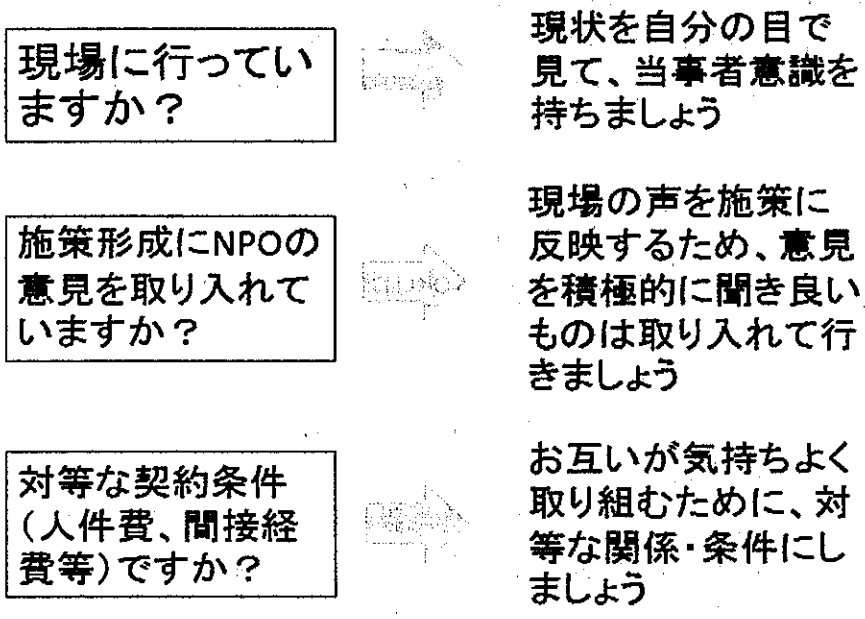 現場に行ってい
ますか？
現状を自分の目で
見て、当事者意識を
持ちましょう
施策形成にNPOの
意見を取り入れて
いますか？
現場の声を施策に
反映するため、意見
を積極的に聞き良い
ものは取り入れて行
きましょう
対等な契約条件
（人件費、間接経
費等）ですか？
お互いが気持ちよく
取り組むために、対
等な関係・条件にし
ましょう